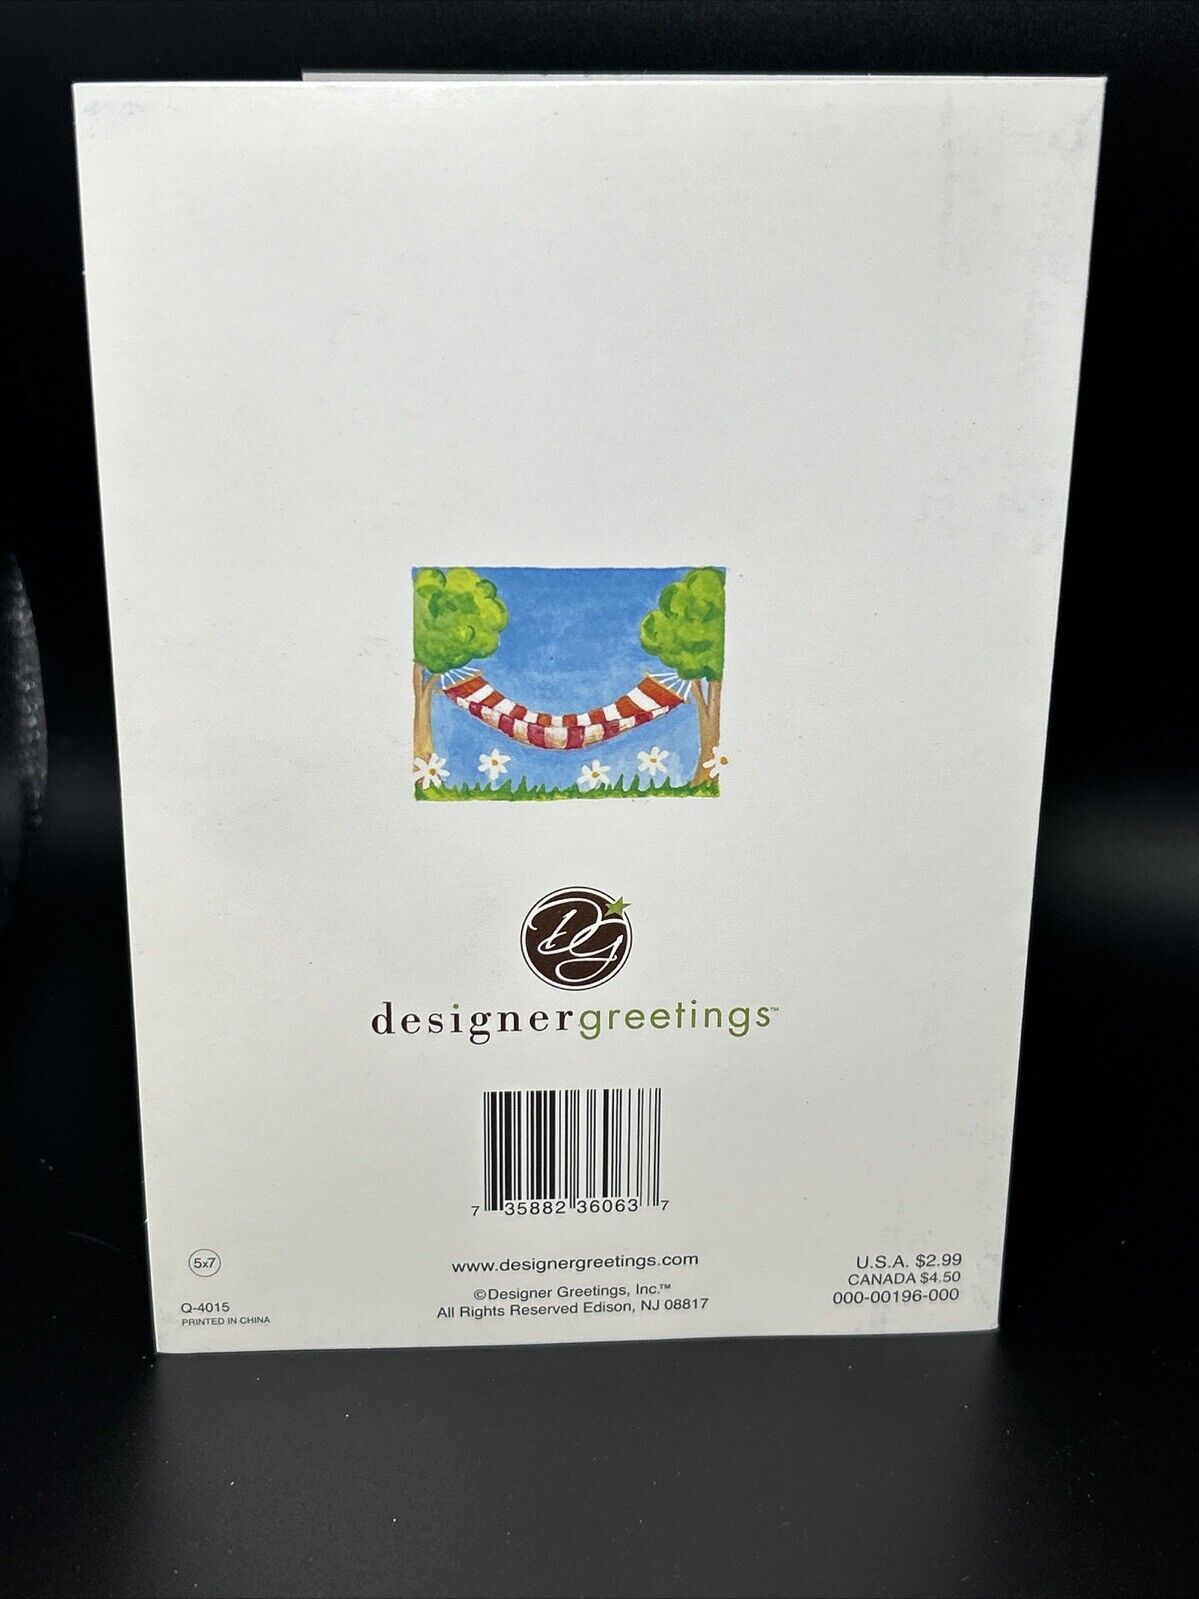 DG
designergreetings™
7 35882 36063 7
5x7
www.designergreetings.com
U.S.A. $2.99
CANADA $4.50
©Designer Greetings, Inc.™
000-00196-000
Q-4015
All Rights Reserved Edison, NJ 08817
PRINTED IN CHINA